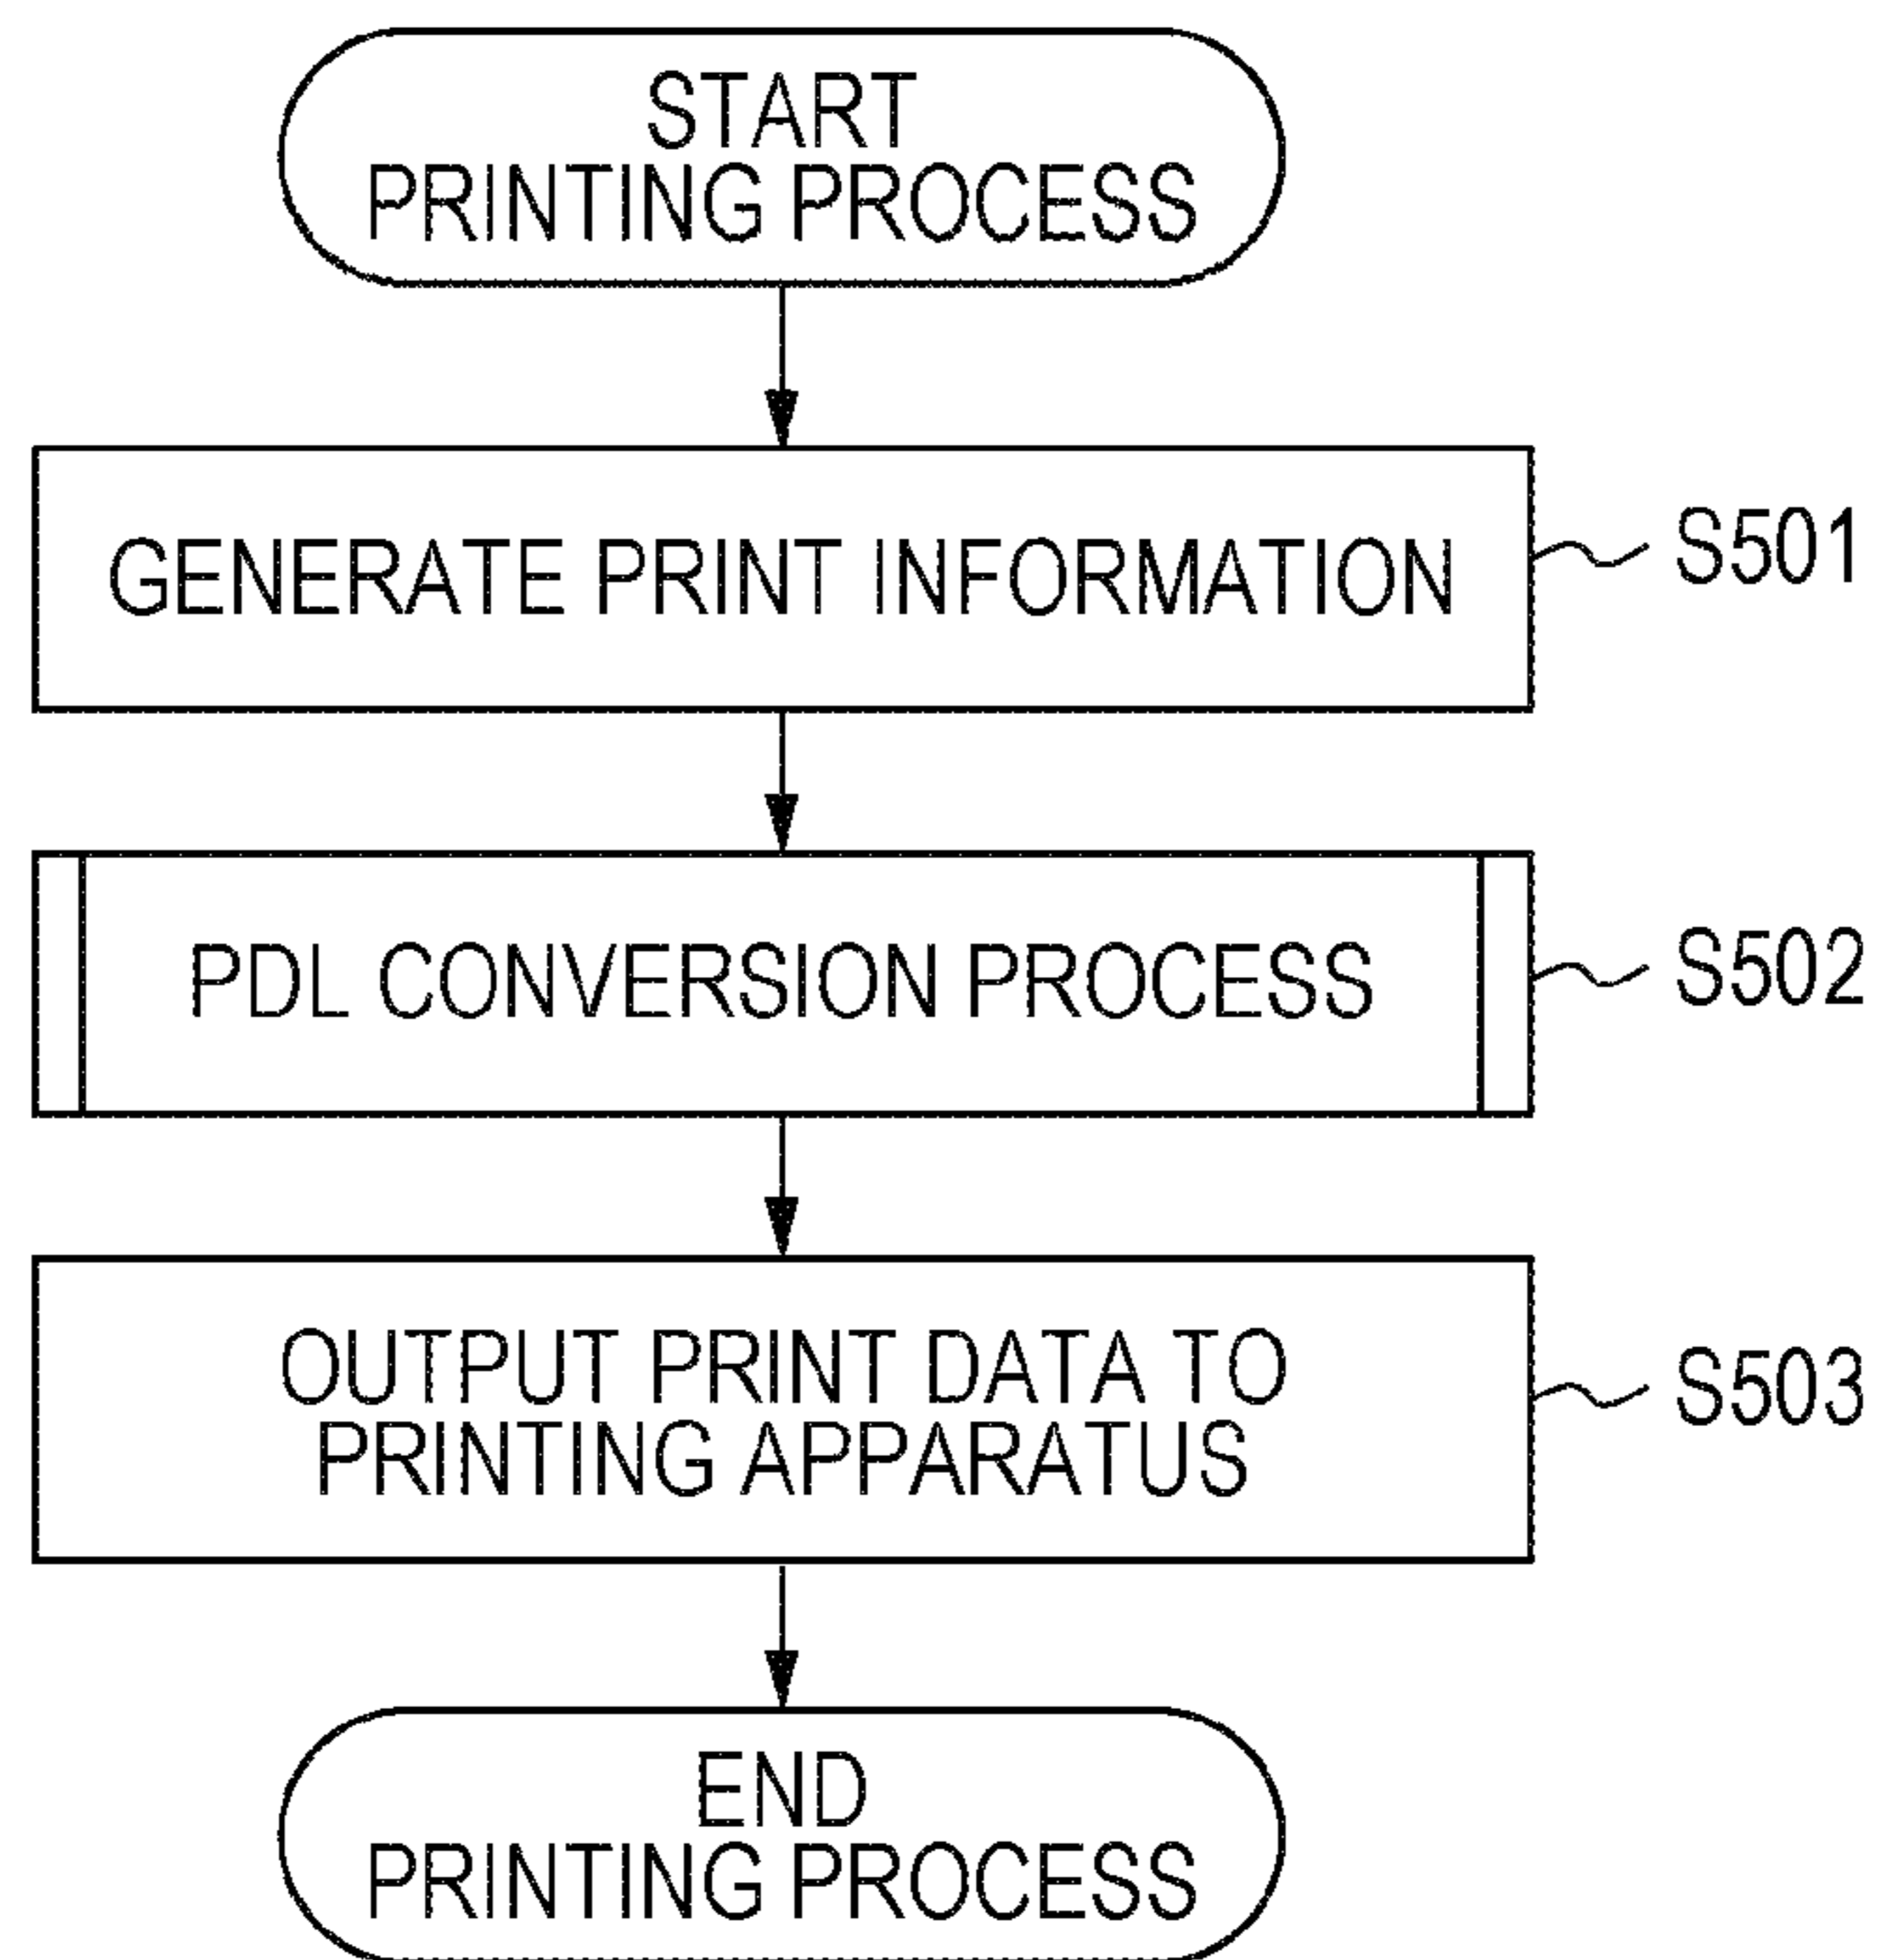 START
PRINTING PROCESS
GENERATE PRINT INFORMATION
S501
PDL CONVERSION PROCESS
S502
OUTPUT PRINT DATA TO
PRINTING APPARATUS
S503
END
PRINTING PROCESS